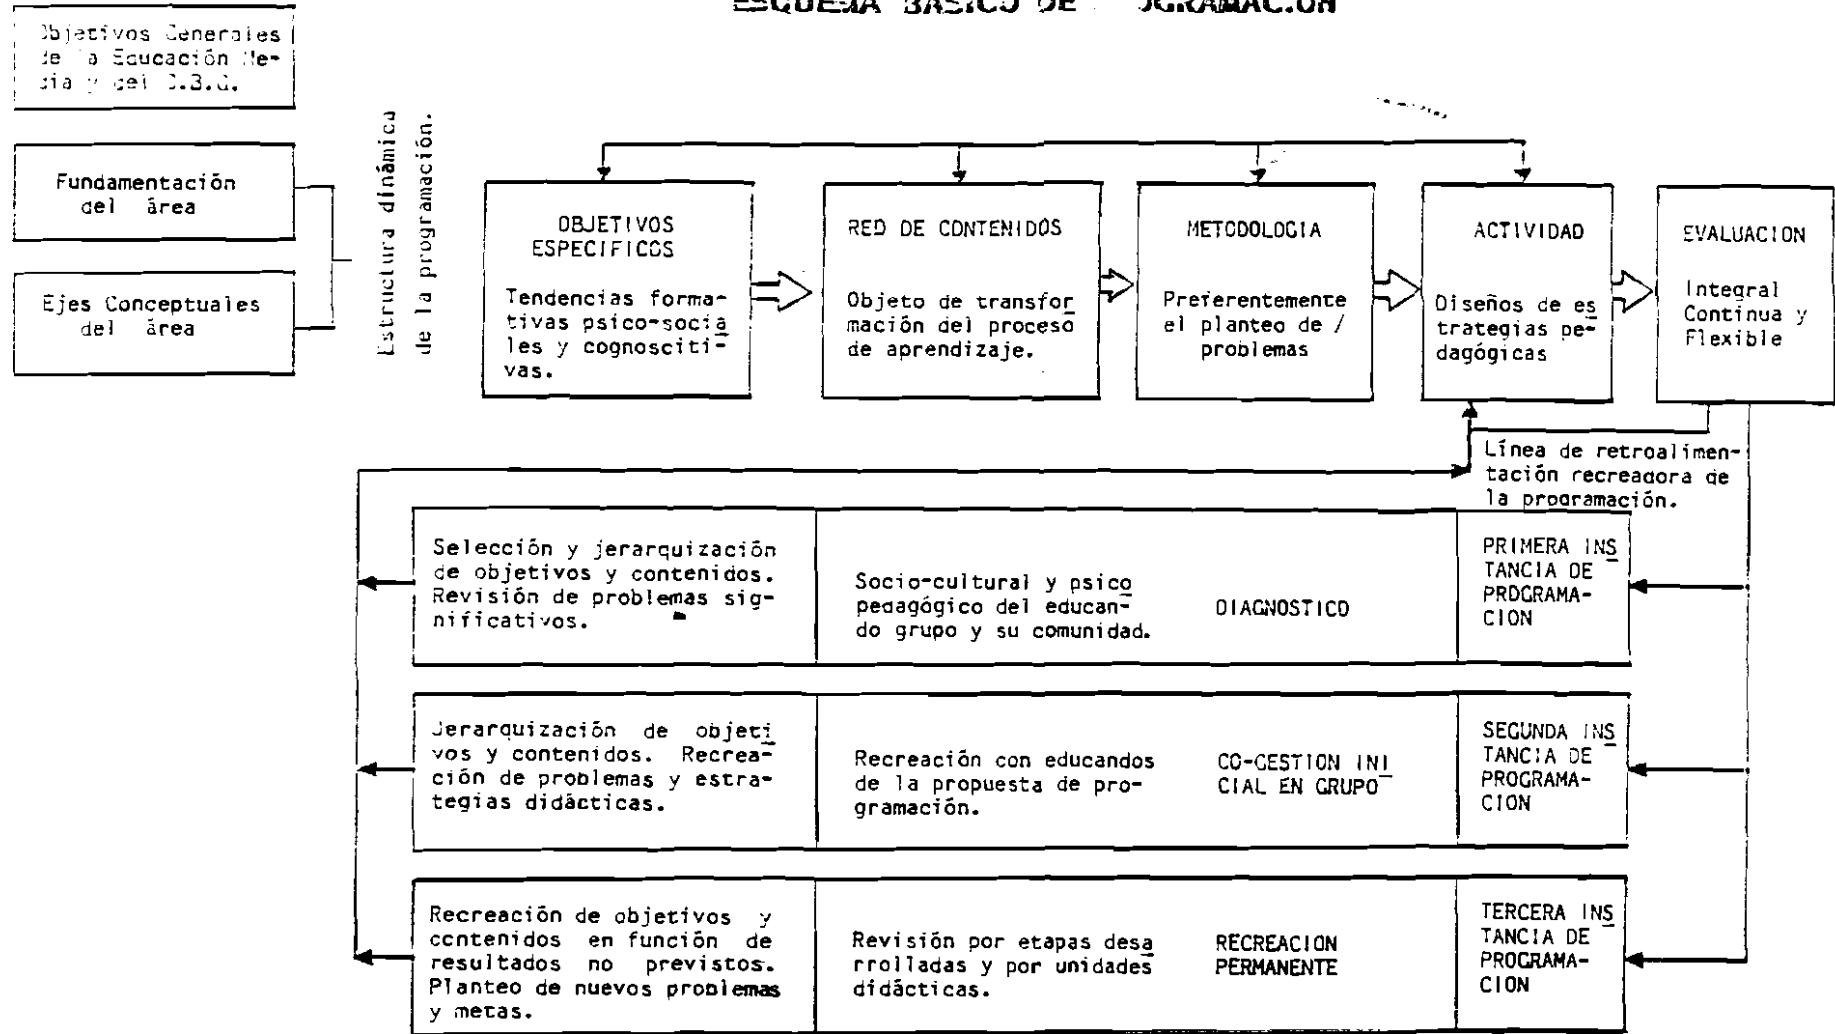 ESQUEMA BASICO DE
Objetivos Generales
de la Educación Me-
dia y del C.B.G.
Fundamentación
del área
Ejes Conceptuales
del área
Estructura dinámica
de la programación.
OBJETIVOS
ESPECIFICOS
Tendencias forma-
tivas psico-socia
les y cognosciti-
vas.
RED DE CONTENIDOS
Objeto de transfor
mación del proceso
de aprendizaje.
METODOLOGIA
Preferentemente
el planteo de /
problemas
ACTIVIDAD
Diseños de es
trategias pe-
dagógicas
EVALUACION
Integral
Continua y
Flexible
Línea de retroalimen-
tación recreadora de
la programación.
Selección y jerarquización
de objetivos y contenidos.
Revisión de problemas sig-
nificativos.
Socio-cultural y psico
pedagógico del educan-
do grupo y su comunidad.
DIAGNOSTICO
PRIMERA INS
TANCIA DE
PROGRAMA-
CION
Jerarquización de objeti
vos y contenidos. Recrea-
ción de problemas y estra-
tegias didácticas.
Recreación con educandos
de la propuesta de pro-
gramación.
CO-GESTION INI
CIAL EN GRUPO
SEGUNDA INS
TANCIA DE
PROGRAMA-
CION
Recreación de objetivos y
contenidos en función de
resultados no previstos.
Planteo de nuevos problemas
y metas.
Revisión por etapas desa
rrolladas y por unidades
didácticas.
RECREACION
PERMANENTE
TERCERA INS
TANCIA DE
PROGRAMA-
CION